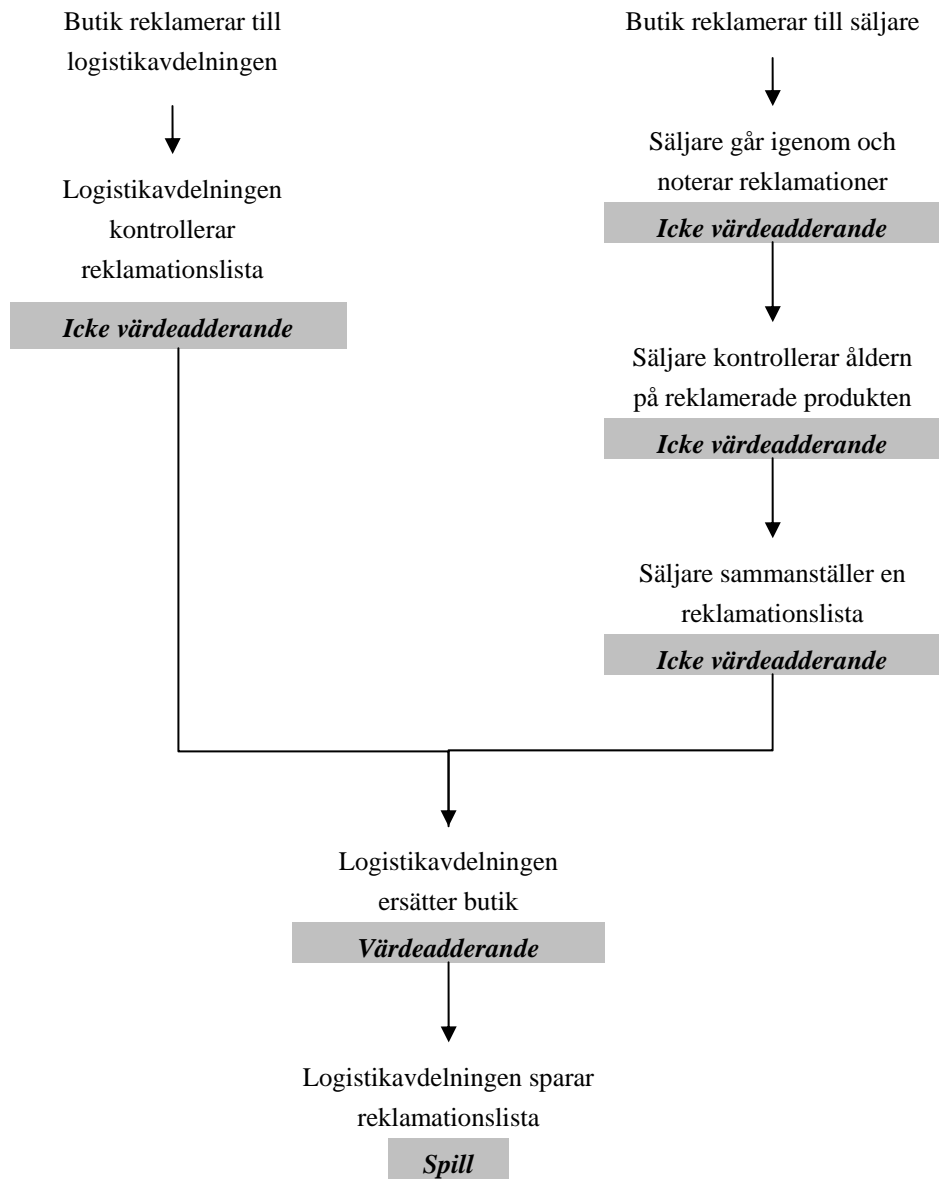 Butik reklamerar till
logistikavdelningen
Logistikavdelningen
kontrollerar
reklamationslista
Icke värdeadderande
Butik reklamerar till säljare
Säljare går igenom och
noterar reklamationer
Icke värdeadderande
Säljare kontrollerar åldern
på reklamerade produkten
Icke värdeadderande
Säljare sammanställer en
reklamationslista
Icke värdeadderande
Logistikavdelningen
ersätter butik
Värdeadderande
Logistikavdelningen sparar
reklamationslista
Spill